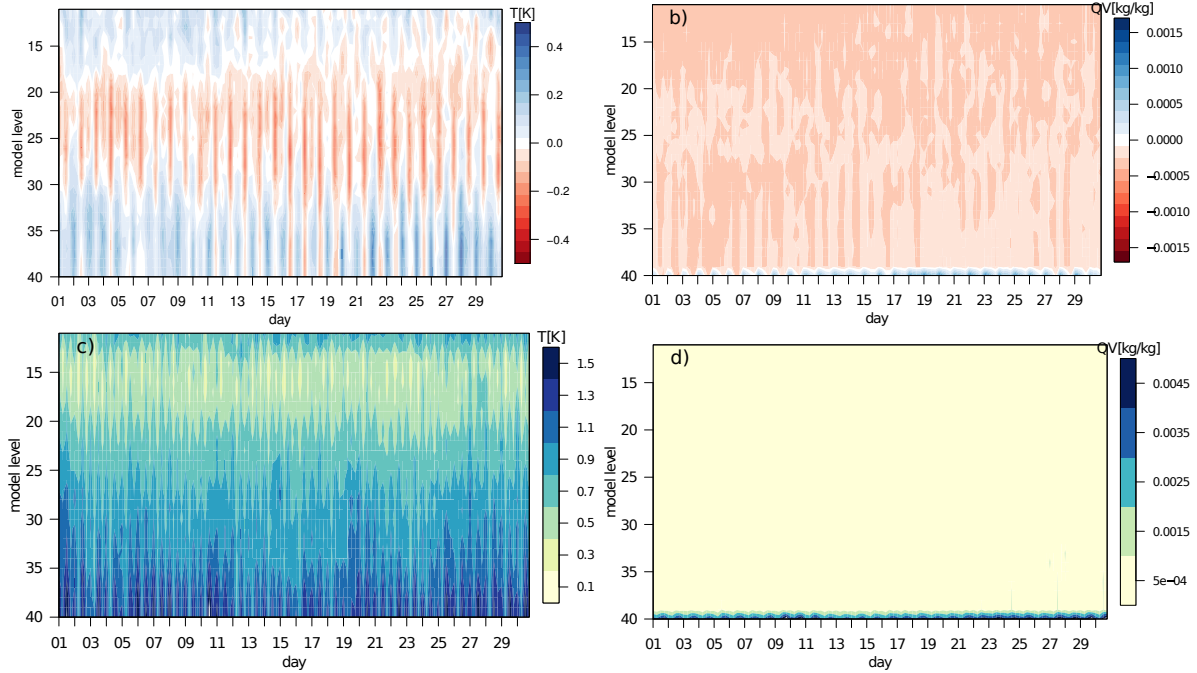 T[K]
15
20
25
30
35
40
model level
01 03 05 07 09 11 13 15 17 19 21 23 25 27 29
day
0.4
0.2
0.0
−0.2
−0.4
b)
QV[kg/kg]
15
20
25
30
35
40
model level
01 03 05 07 09 11 13 15 17 19 21 23 25 27 29
day
0.0015
0.0010
0.0005
0.0000
−0.0005
−0.0010
−0.0015
c)
T[K]
15
20
25
30
35
40
model level
01 03 05 07 09 11 13 15 17 19 21 23 25 27 29
day
1.5
1.3
1.1
0.9
0.7
0.5
0.3
0.1
d)
QV[kg/kg]
15
20
25
30
35
40
model level
01 03 05 07 09 11 13 15 17 19 21 23 25 27 29
day
0.0045
0.0035
0.0025
0.0015
5e−04